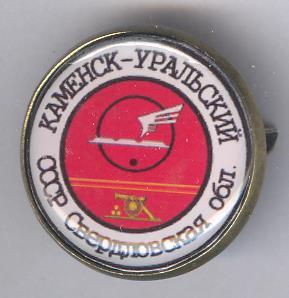 КАМЕНСК-УРАЛЬСКИЙ
СССР Свердловская обл.